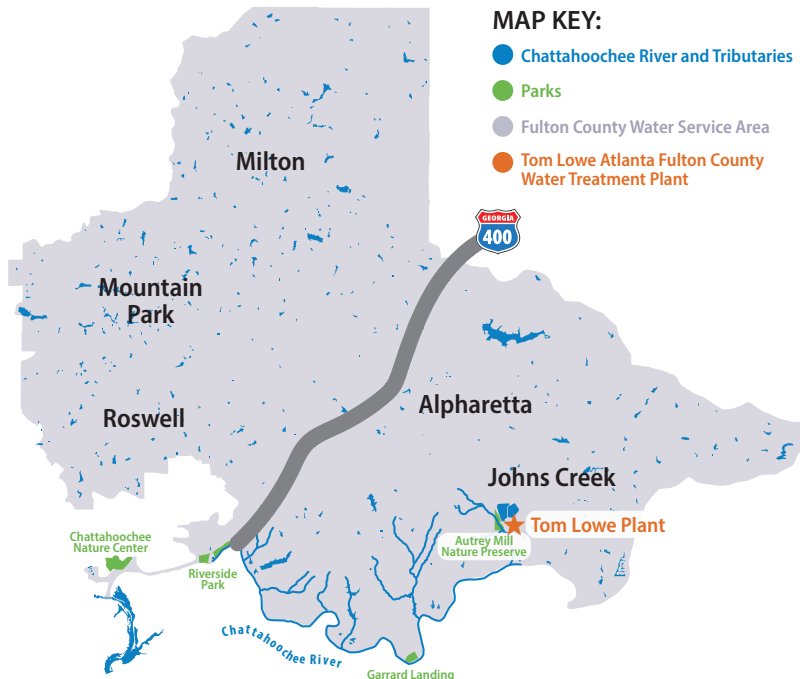 MAP KEY:
Chattahoochee River and Tributaries
Parks
Fulton County Water Service Area
Tom Lowe Atlanta Fulton County
Water Treatment Plant
Milton
GEORGIA
400
Mountain
Park
Roswell
Alpharetta
Johns Creek
Tom Lowe Plant
Autrey Mill
Nature Preserve
Chattahoochee
Nature Center
Riverside
Park
Chattahoochee River
Garrard Landing